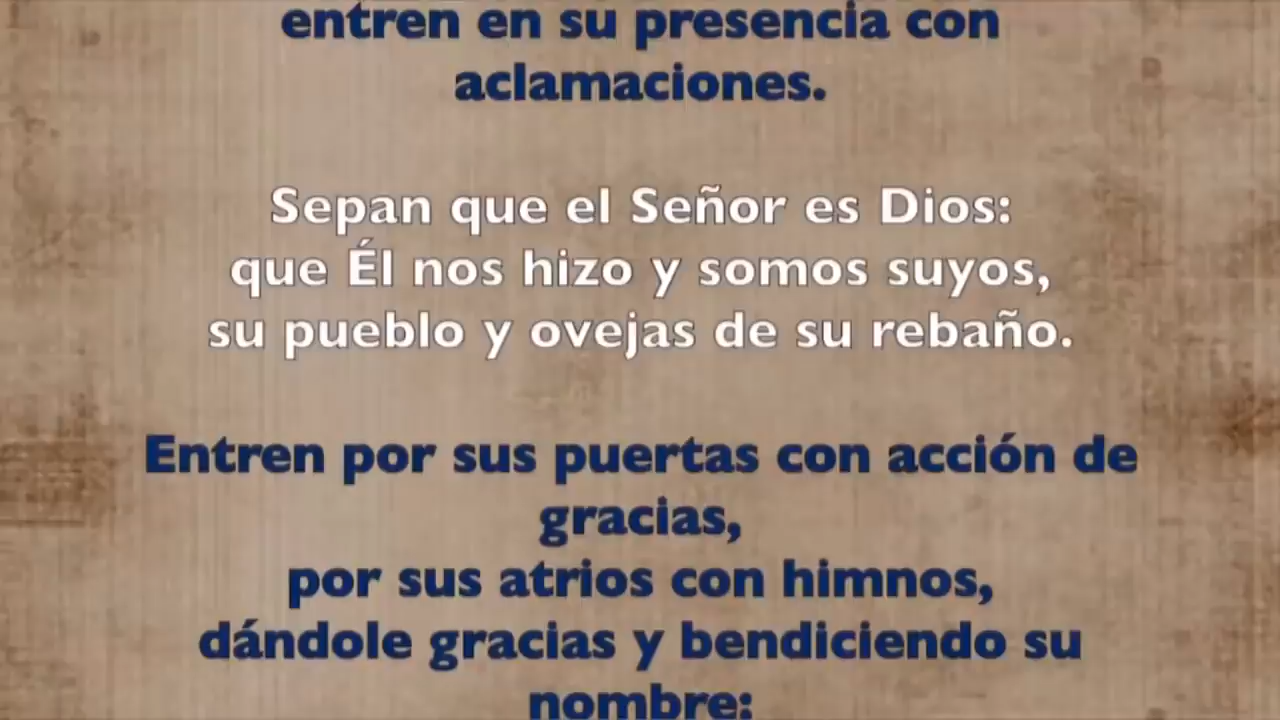 entren en su presencia con
aclamaciones.
Sepan que el Señor es Dios:
que Él nos hizo y somos suyos,
su pueblo y ovejas de su rebaño.
Entren por sus puertas con acción de
gracias,
por sus atrios con himnos,
dándole gracias y bendiciendo su
nombre: